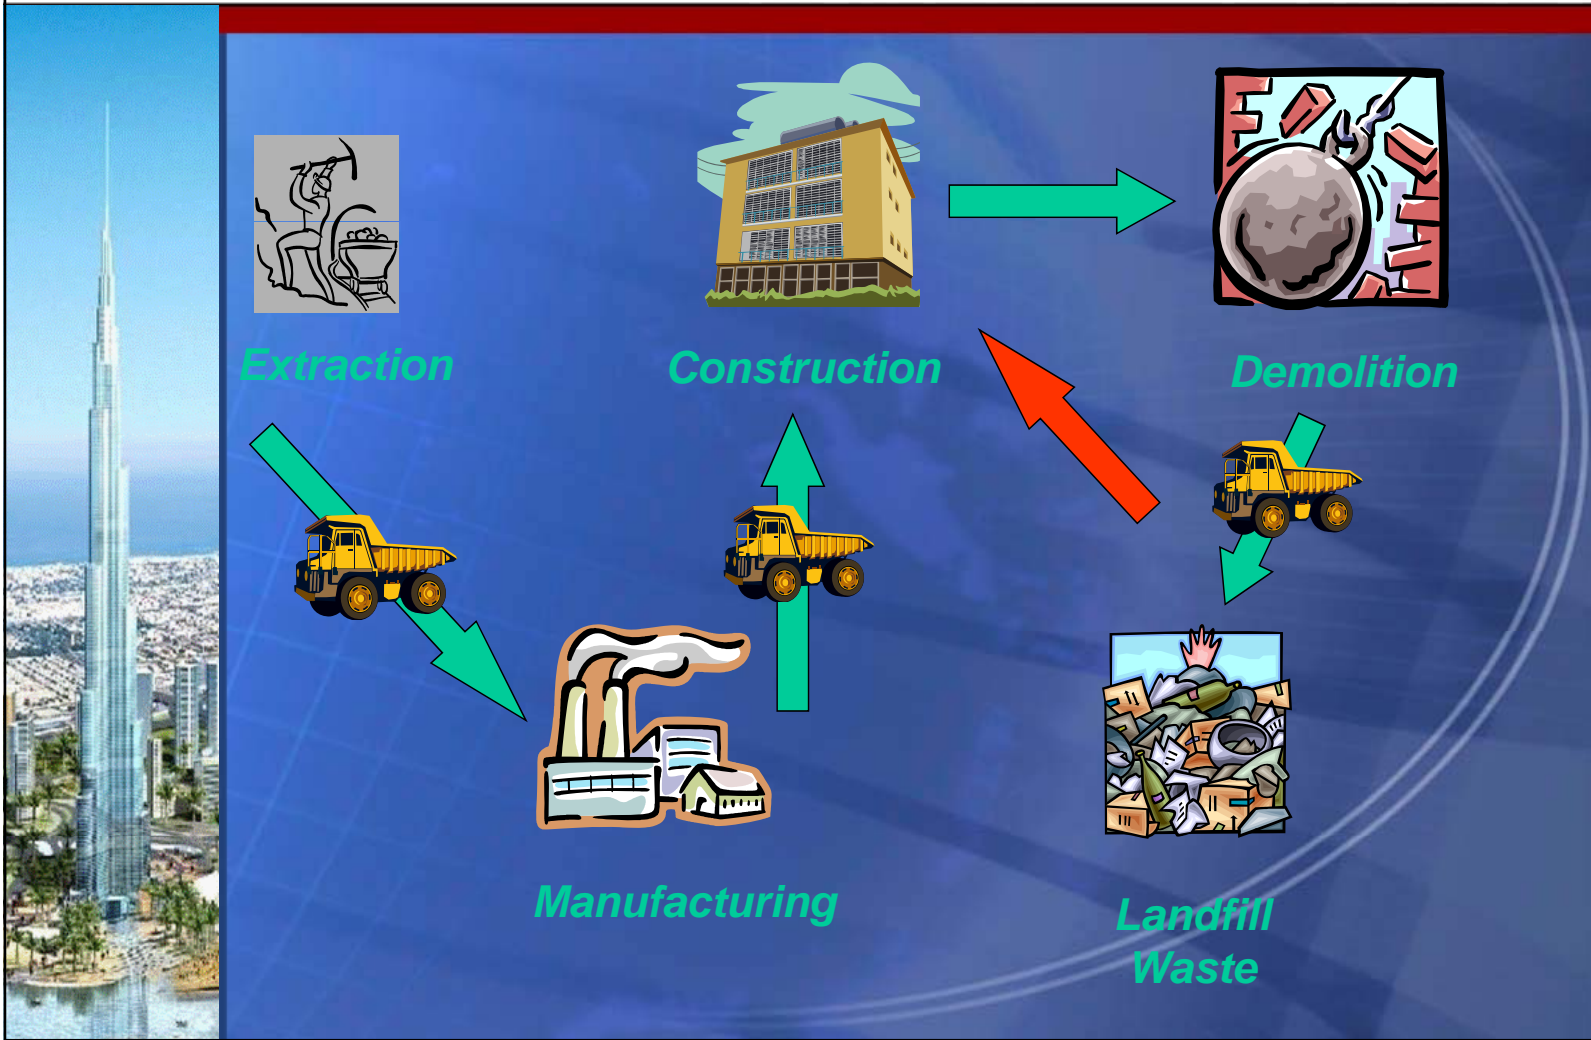 Extraction
Construction
Demolition
Manufacturing
Landfill
Waste